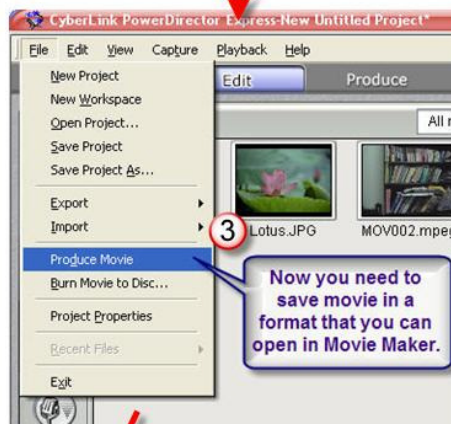 CyberLink PowerDirector Express-New Untitled Project*
File Edit View Capture Playback Help
Edit Produce
New Project
New Workspace
Open Project...
Save Project
Save Project As...
Export
Import
Produce Movie
Burn Movie to Disc...
Project Properties
Recent Files
Exit
All
3
Lotus.JPG MOV002.mpeg
Now you need to
save movie in a
format that you can
open in Movie Maker.